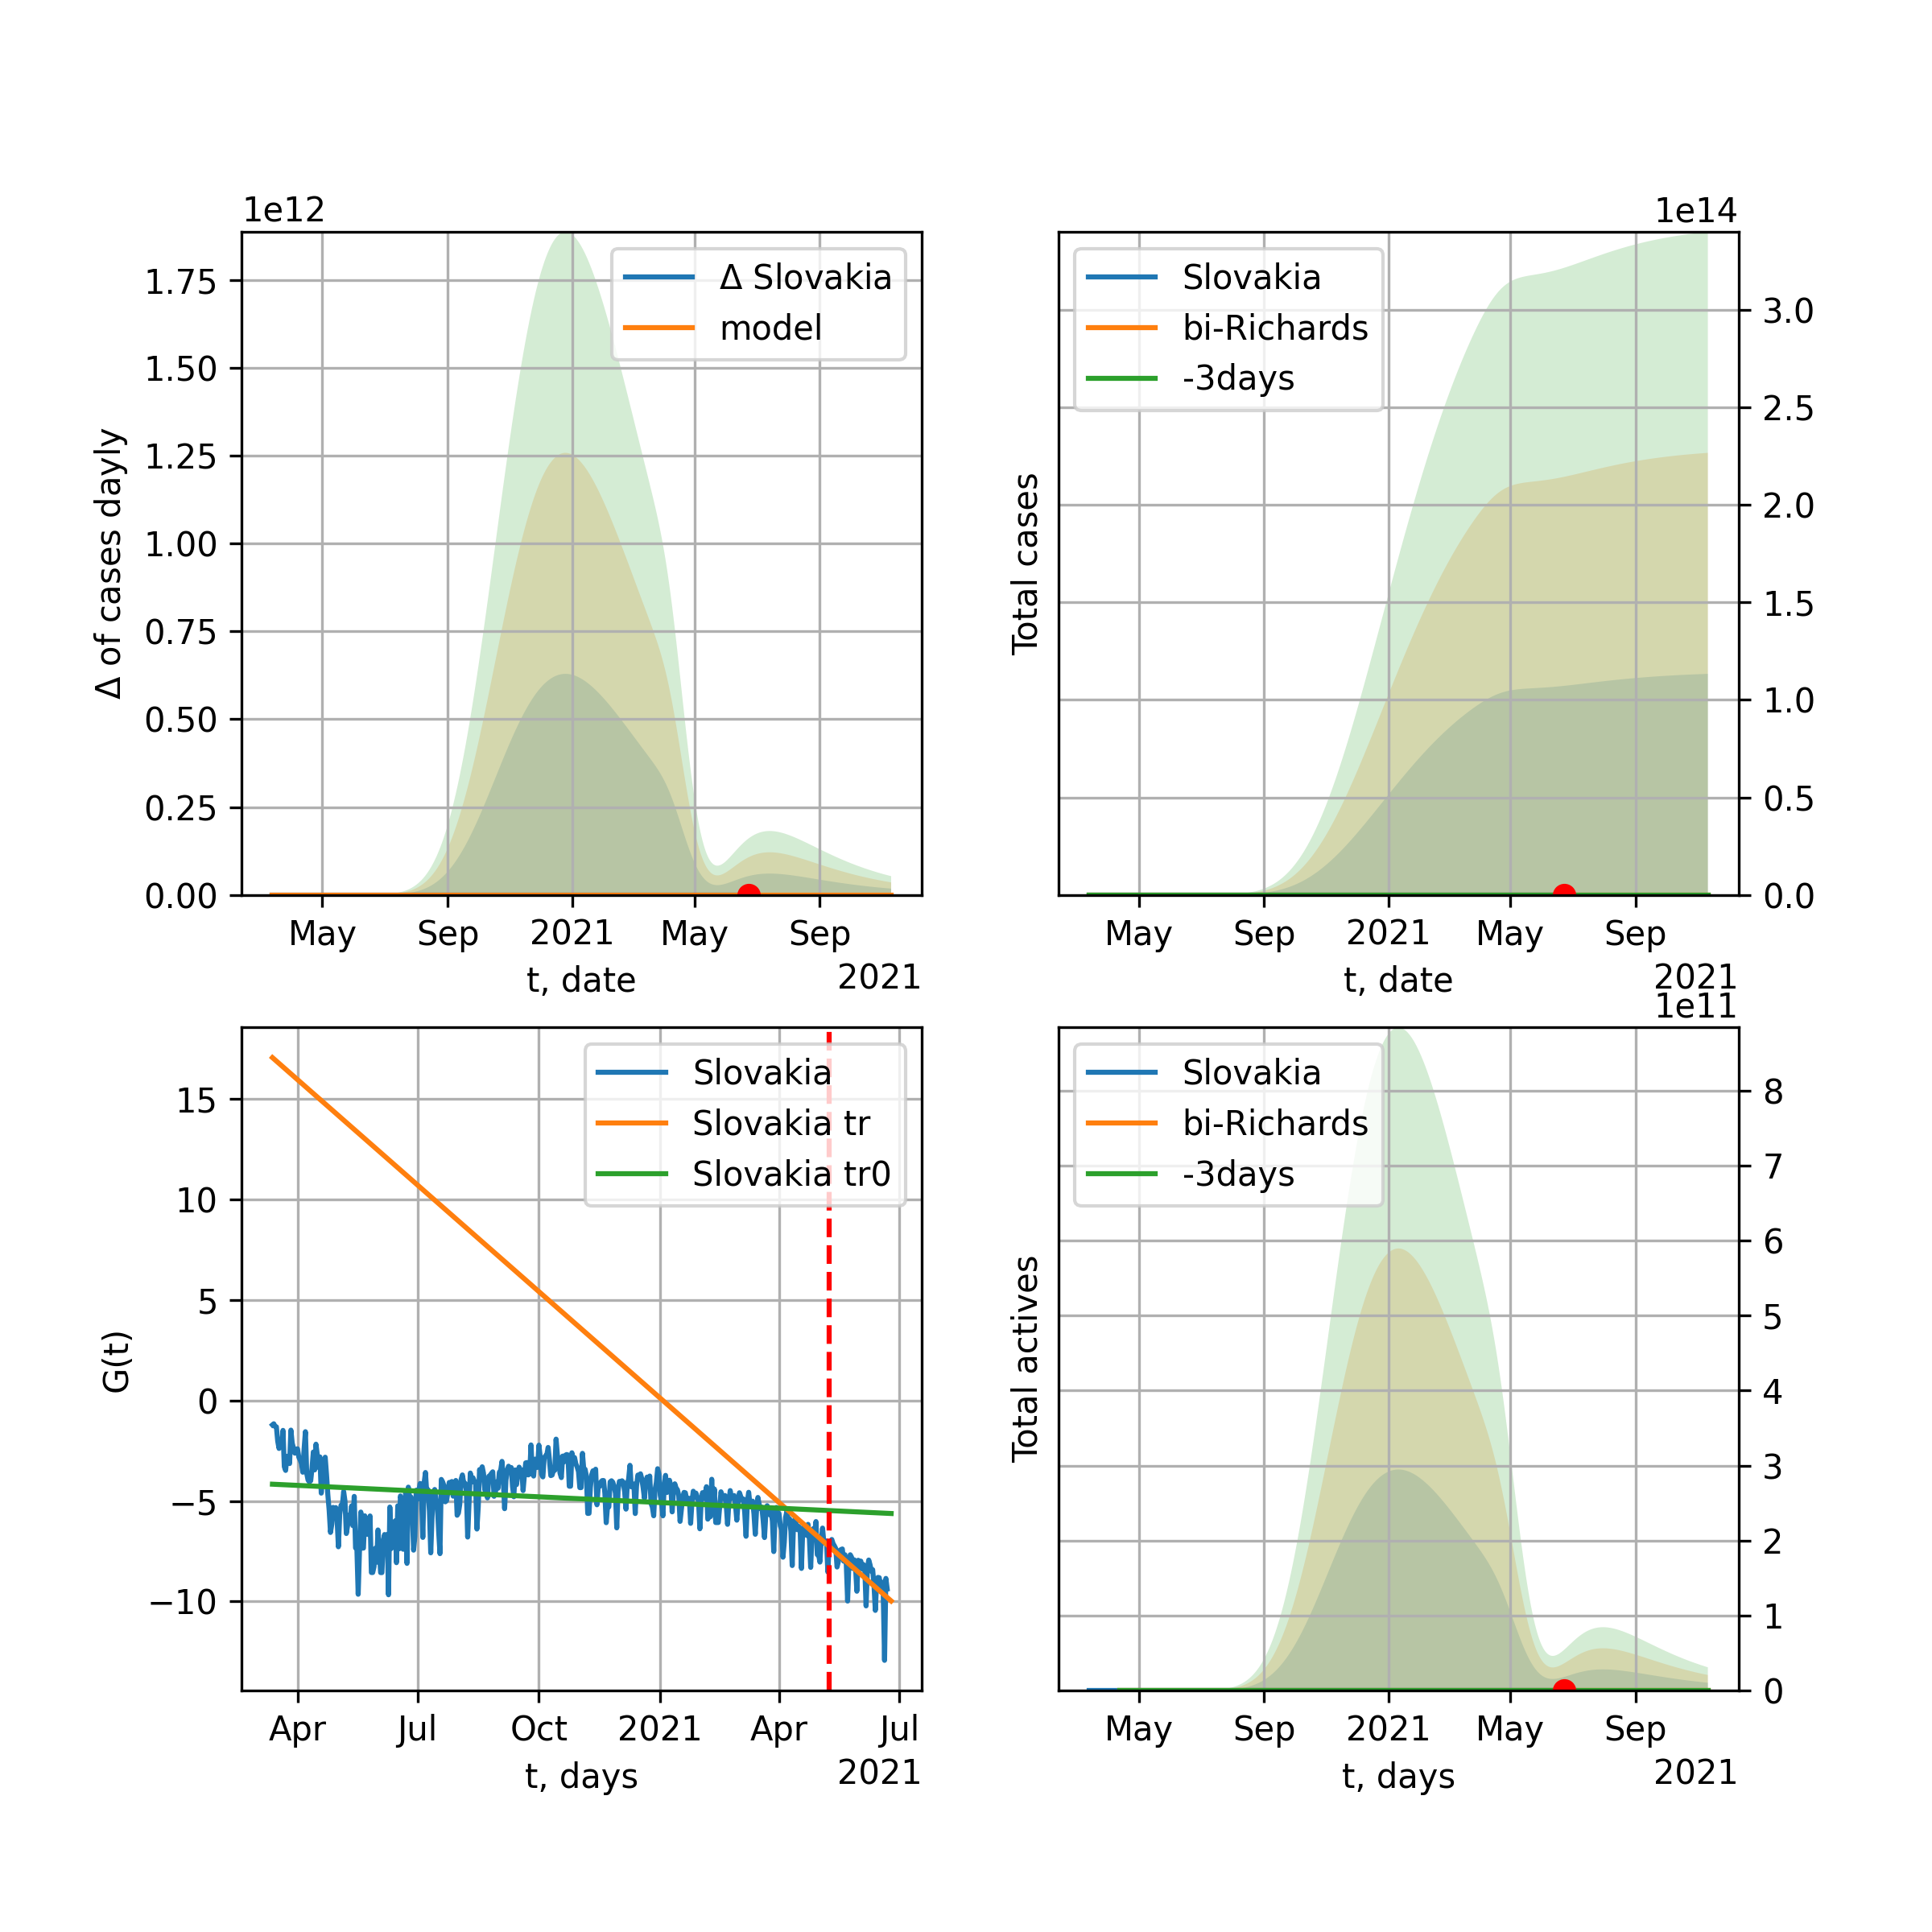 1e12
Δ of cases dayly
1.75
1.50
1.25
1.00
0.75
0.50
0.25
0.00
Δ Slovakia
model
May Sep 2021 May Sep
t, date
2021
1e14
Total cases
Slovakia
bi-Richards
-3days
3.0
2.5
2.0
1.5
1.0
0.5
0.0
May Sep 2021 May Sep
t, date
2021
G(t)
15
10
5
0
−5
−10
Slovakia
Slovakia tr
Slovakia tr0
Apr Jul Oct 2021 Apr Jul
t, days
2021
1e11
Total actives
Slovakia
bi-Richards
-3days
8
7
6
5
4
3
2
1
0
May Sep 2021 May Sep
t, days
2021